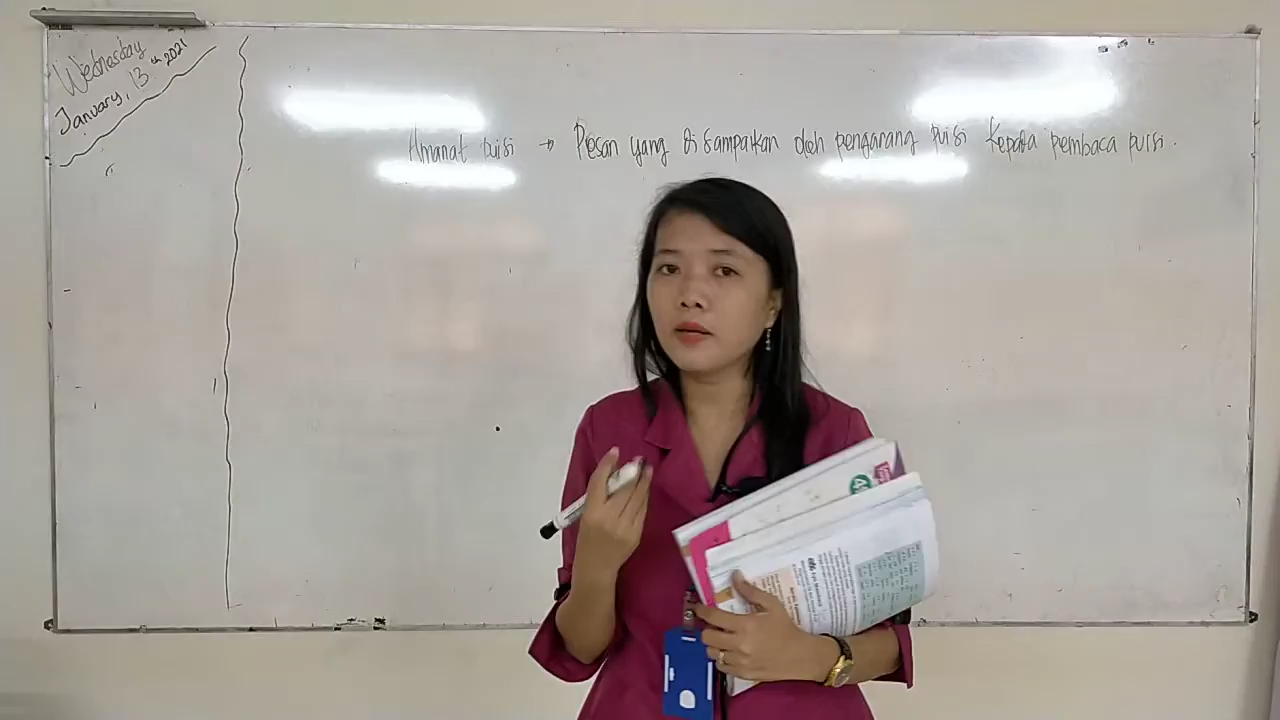 Wednesday
January, 13th 2021
Amanat puisi → Pesan yang disampaikan oleh pengarang puisi kepada pembaca puisi.